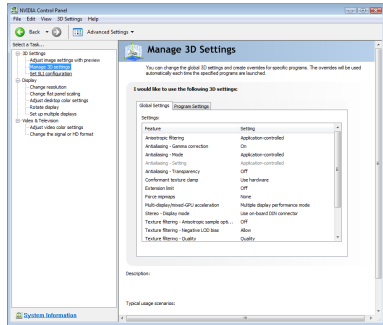 NVIDIA Control Panel
File Edit View 3D Settings Help
Back Advanced Settings
Select a Task...
3D Settings
Adjust image settings with preview
Manage 3D settings
Set SLI configuration
Display
Change resolution
Change flat panel scaling
Adjust desktop color settings
Rotate display
Set up multiple displays
Video & Television
Adjust video color settings
Change the signal or HD format
System Information
Manage 3D Settings
You can change the global 3D settings and create overrides for specific programs. The overrides will be used
automatically each time the specified programs are launched.
I would like to use the following 3D settings:
Global Settings Program Settings
Settings:
Feature Setting
Anisotropic filtering Application-controlled
Antialiasing - Gamma correction On
Antialiasing - Mode Application-controlled
Antialiasing - Setting Application-controlled
Antialiasing - Transparency Off
Conformant texture clamp Use hardware
Extension limit Off
Force mipmaps None
Multi-display/mixed-GPU acceleration Multiple display performance mode
Stereo - Display mode Use on-board DIN connector
Texture filtering - Anisotropic sample opti... Off
Texture filtering - Negative LOD bias Allow
Texture filtering - Quality Quality
Description:
Typical usage scenarios: